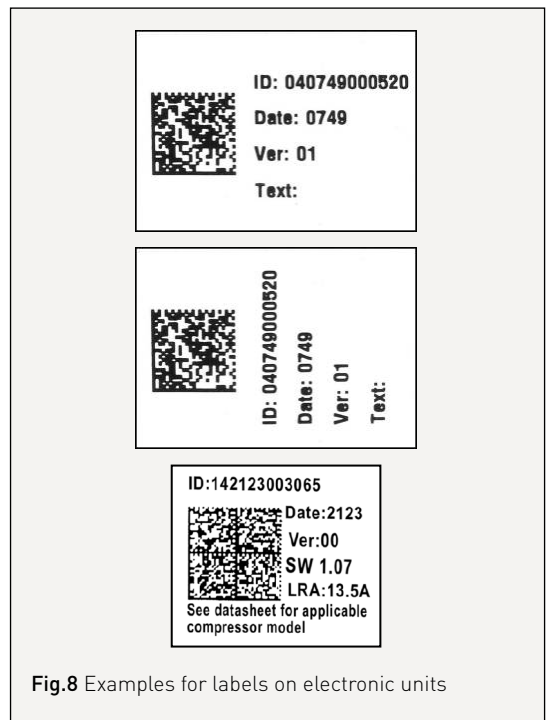 ID: 040749000520
Date: 0749
Ver: 01
Text:
ID: 040749000520
Date: 0749
Ver: 01
Text:
ID:142123003065
Date:2123
Ver:00
SW 1.07
LRA:13.5A
See datasheet for applicable
compressor model
Fig.8 Examples for labels on electronic units